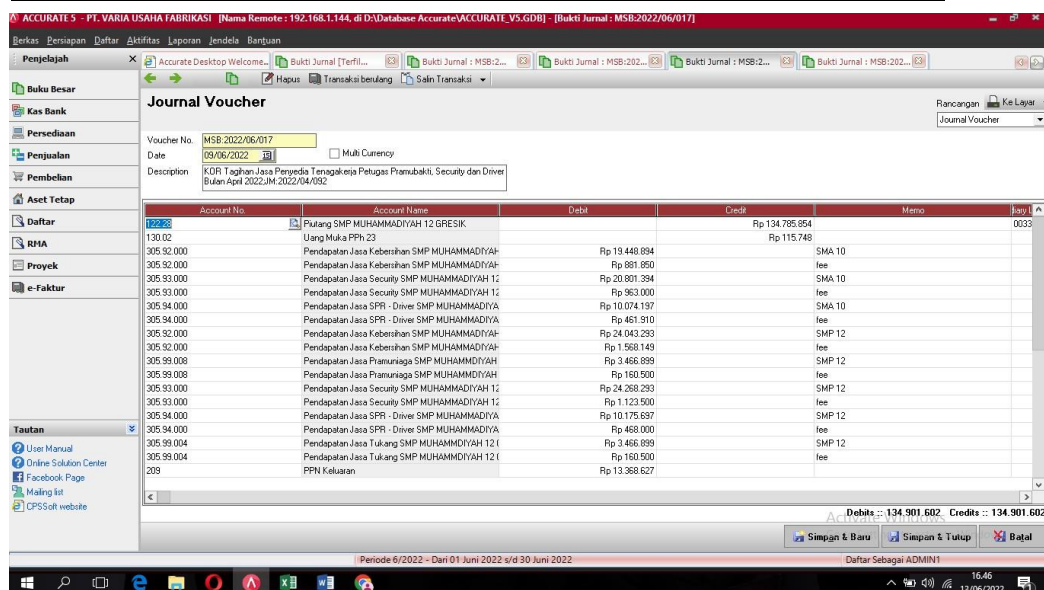 ACCURATE 5 - PT. VARIA USAHA FABRIKASI [Nama Remote : 192.168.1.144, di D:\Database Accurate\ACCURATE_V5.GDB] - [Bukti Jurnal : MSB:2022/06/017]
Berkas Persiapan Daftar Aktifitas Laporan Jendela Bantuan
Penjelajah
Accurate Desktop Welcome... Bukti Jurnal [Terfil... Bukti Jurnal : MSB:2... Bukti Jurnal : MSB:202... Bukti Jurnal : MSB:2... Bukti Jurnal : MSB:202...
Hapus Transaksi berulang Salin Transaksi
Buku Besar
Kas Bank
Persediaan
Penjualan
Pembelian
Aset Tetap
Daftar
RMA
Proyek
e-Faktur
Journal Voucher
Rancangan Ke Layar
Journal Voucher
Voucher No. MSB:2022/06/017
Date 09/06/2022 15 Multi Currency
Description KOR Tagihan Jasa Penyedia Tenagakerja Petugas Pramubakti, Security dan Driver
Bulan April 2022;JM:2022/04/092
Account No. Account Name Debit Credit Memo
122.28 Piutang SMP MUHAMMADIYAH 12 GRESIK Rp 134.785.854 0033
130.02 Uang Muka PPh 23 Rp 115.748
305.92.000 Pendapatan Jasa Kebersihan SMP MUHAMMADIYAH Rp 19.448.894 SMA 10
305.92.000 Pendapatan Jasa Kebersihan SMP MUHAMMADIYAH Rp 881.850 fee
305.93.000 Pendapatan Jasa Security SMP MUHAMMADIYAH 12 Rp 20.801.394 SMA 10
305.93.000 Pendapatan Jasa Security SMP MUHAMMADIYAH 12 Rp 963.000 fee
305.94.000 Pendapatan Jasa SPR - Driver SMP MUHAMMADIYA Rp 10.074.197 SMA 10
305.94.000 Pendapatan Jasa SPR - Driver SMP MUHAMMADIYA Rp 461.910 fee
305.92.000 Pendapatan Jasa Kebersihan SMP MUHAMMADIYAH Rp 24.043.293 SMP 12
305.92.000 Pendapatan Jasa Kebersihan SMP MUHAMMADIYAH Rp 1.568.149 fee
305.99.008 Pendapatan Jasa Pramuniaga SMP MUHAMMDIYAH Rp 3.466.899 SMP 12
305.99.008 Pendapatan Jasa Pramuniaga SMP MUHAMMDIYAH Rp 160.500 fee
305.93.000 Pendapatan Jasa Security SMP MUHAMMADIYAH 12 Rp 24.268.293 SMP 12
305.93.000 Pendapatan Jasa Security SMP MUHAMMADIYAH 12 Rp 1.123.500 fee
305.94.000 Pendapatan Jasa SPR - Driver SMP MUHAMMADIYA Rp 10.175.697 SMP 12
305.94.000 Pendapatan Jasa SPR - Driver SMP MUHAMMADIYA Rp 468.000 fee
305.99.004 Pendapatan Jasa Tukang SMP MUHAMMDIYAH 12 ( Rp 3.466.899 SMP 12
305.99.004 Pendapatan Jasa Tukang SMP MUHAMMDIYAH 12 ( Rp 160.500 fee
209 PPN Keluaran Rp 13.368.627
Debits :: 134.901.602 Credits :: 134.901.602
Activate Windows
Simpan & Baru Simpan & Tutup Batal
Tautan
User Manual
Online Solution Center
Facebook Page
Mailing list
CPSSoft website
Periode 6/2022 - Dari 01 Juni 2022 s/d 30 Juni 2022 Daftar Sebagai ADMIN1
16.46
13/06/2022